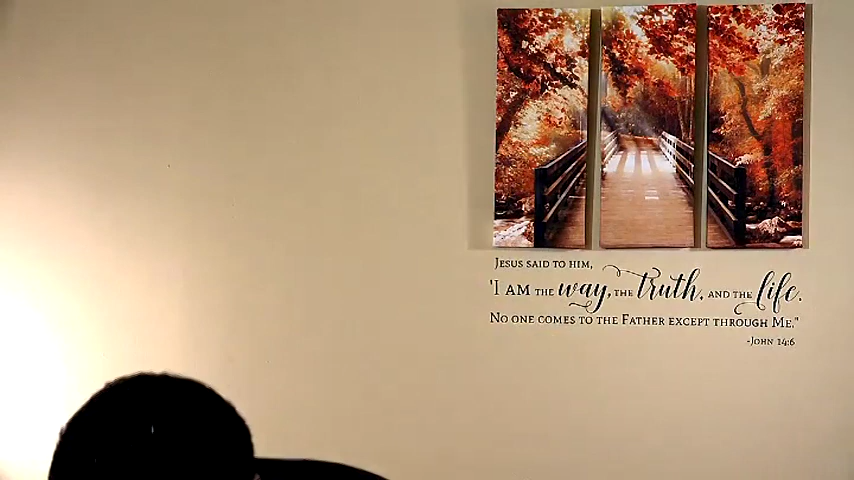 Jesus said to him,
'I am the way, the truth, and the life.
No one comes to the Father except through Me."
-John 14:6